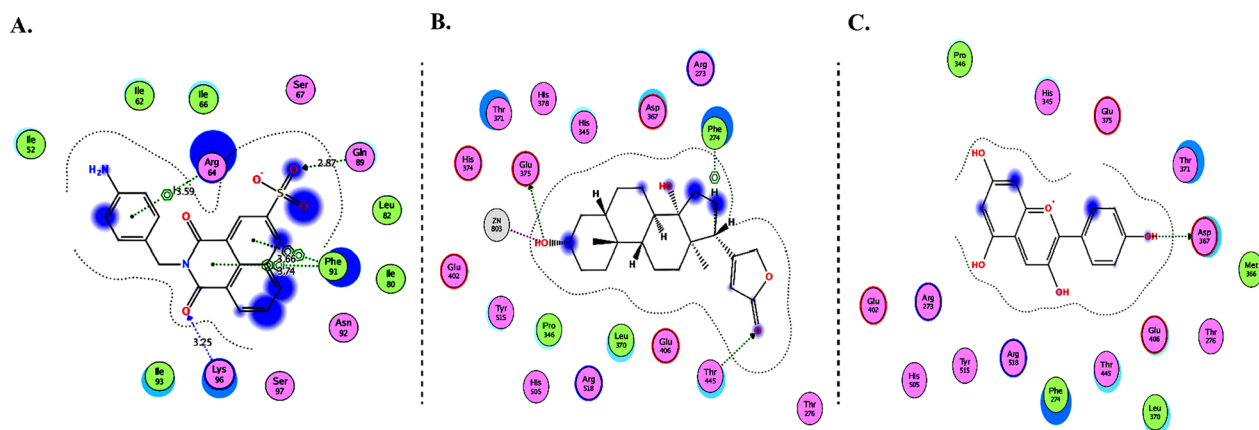 A.
Ile
62
Ile
66
Ser
67
Ile
52
Arg
64
Gln
89
2.87
H₂N
H3.59
O⁻
O
S
O
Leu
82
O
N
O
3.66
3.74
Phe
91
Ile
80
Asn
92
3.25
Ile
93
Lys
96
Ser
97
B.
Arg
273
Thr
371
His
378
His
345
Asp
367
Phe
274
His
374
Glu
375
ZN
803
HO
H
H
H
HO
H
H
O
O
Glu
402
Tyr
515
Pro
346
Leu
370
Glu
406
His
505
Arg
518
Thr
445
Thr
276
C.
Pro
346
His
345
Glu
375
Thr
371
HO
O⁺
OH
OH
OH
Asp
367
Met
366
Glu
402
Arg
273
Glu
406
Thr
276
His
505
Tyr
515
Arg
518
Thr
445
Phe
274
Leu
370